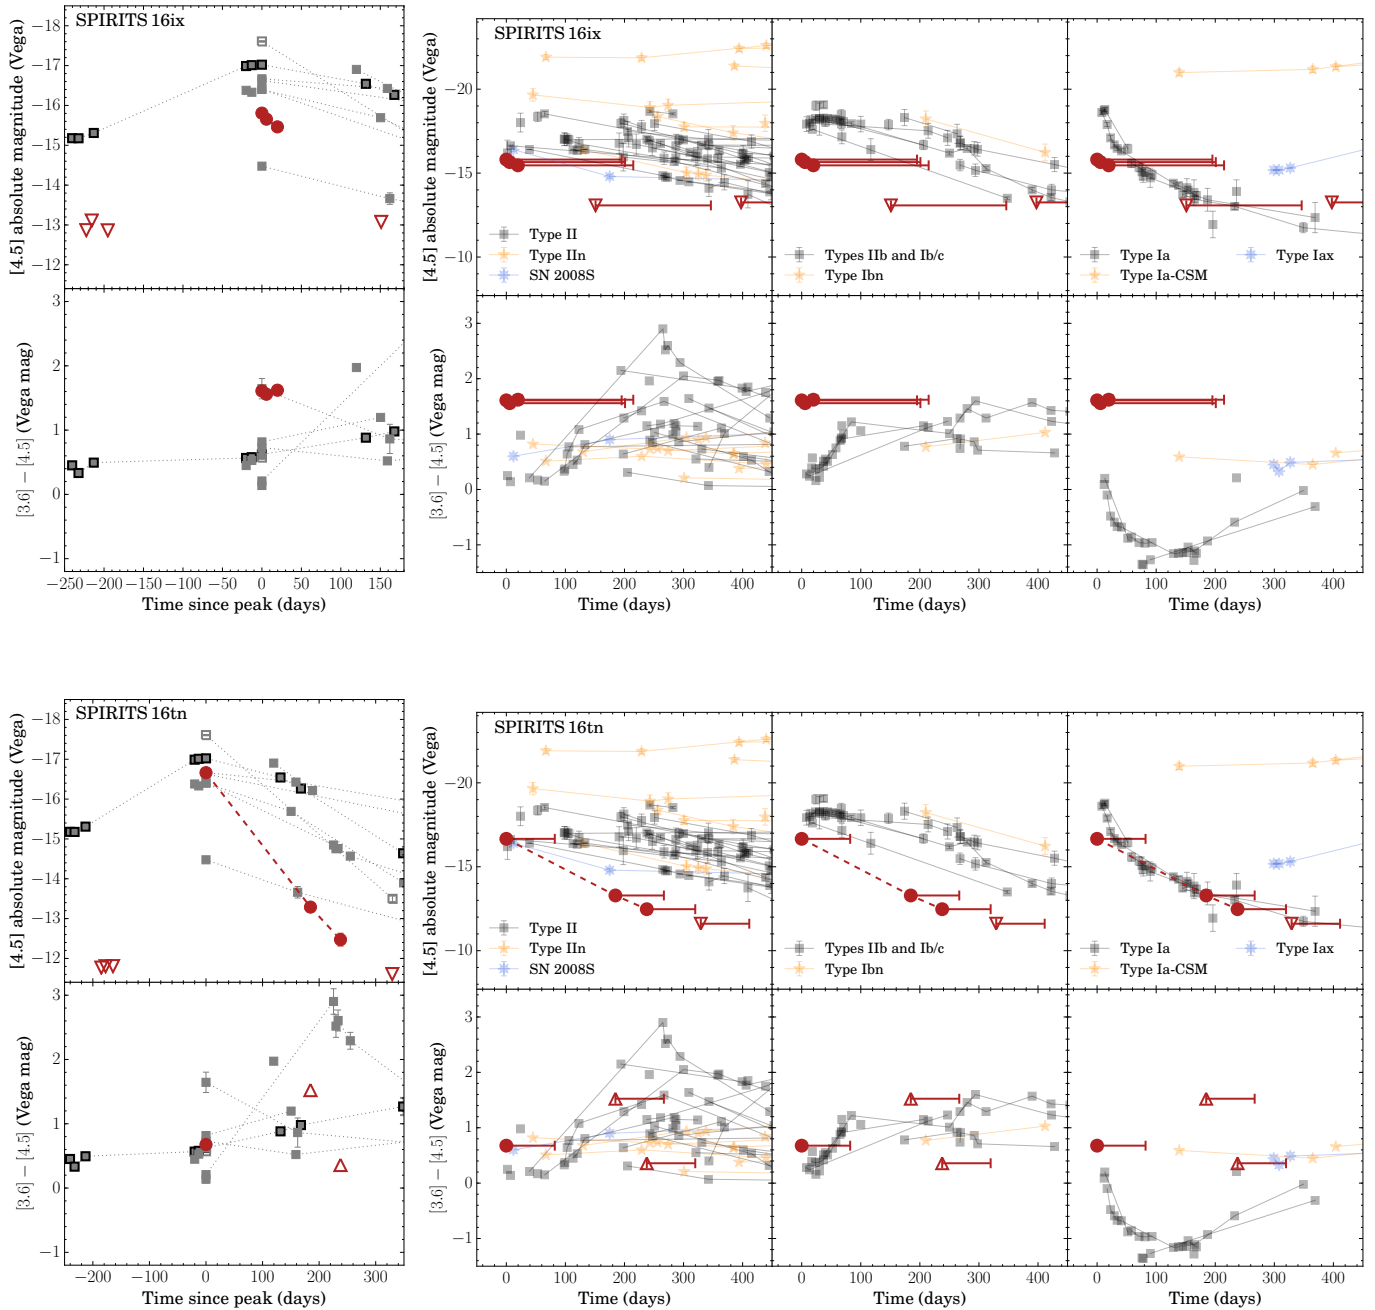 SPIRITS 16ix
[4.5] absolute magnitude (Vega)
−18
−17
−16
−15
−14
−13
−12
[3.6] − [4.5] (Vega mag)
3
2
1
0
−1
−250 −200 −150 −100 −50 0 50 100 150
Time since peak (days)
SPIRITS 16ix
[4.5] absolute magnitude (Vega)
−20
−15
−10
Type II
Type IIn
SN 2008S
Types IIb and Ib/c
Type Ibn
Type Ia
Type Ia-CSM
Type Iax
[3.6] − [4.5] (Vega mag)
3
2
1
0
−1
0 100 200 300 400
Time (days)
0 100 200 300 400
Time (days)
0 100 200 300 400
Time (days)
SPIRITS 16tn
[4.5] absolute magnitude (Vega)
−18
−17
−16
−15
−14
−13
−12
[3.6] − [4.5] (Vega mag)
3
2
1
0
−1
−200 −100 0 100 200 300
Time since peak (days)
SPIRITS 16tn
[4.5] absolute magnitude (Vega)
−20
−15
−10
Type II
Type IIn
SN 2008S
Types IIb and Ib/c
Type Ibn
Type Ia
Type Ia-CSM
Type Iax
[3.6] − [4.5] (Vega mag)
3
2
1
0
−1
0 100 200 300 400
Time (days)
0 100 200 300 400
Time (days)
0 100 200 300 400
Time (days)